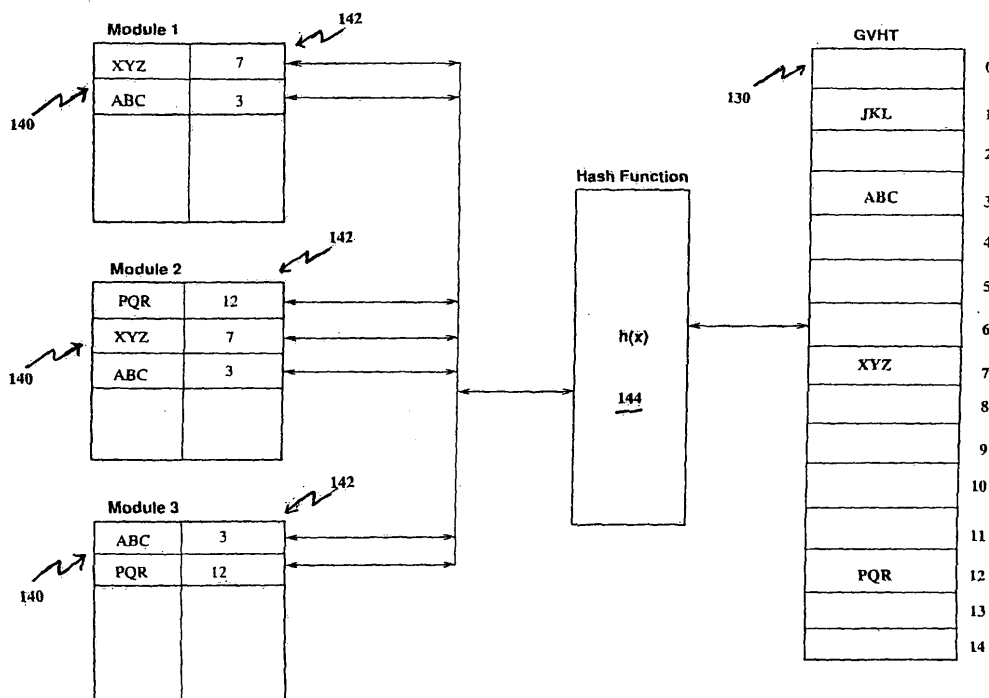 Module 1
142
XYZ 7
ABC 3
140
Module 2
142
PQR 12
XYZ 7
ABC 3
140
Module 3
142
ABC 3
PQR 12
140
Hash Function
h(x)
144
GVHT
130
JKL 1
2
ABC 3
4
5
6
XYZ 7
8
9
10
11
PQR 12
13
14